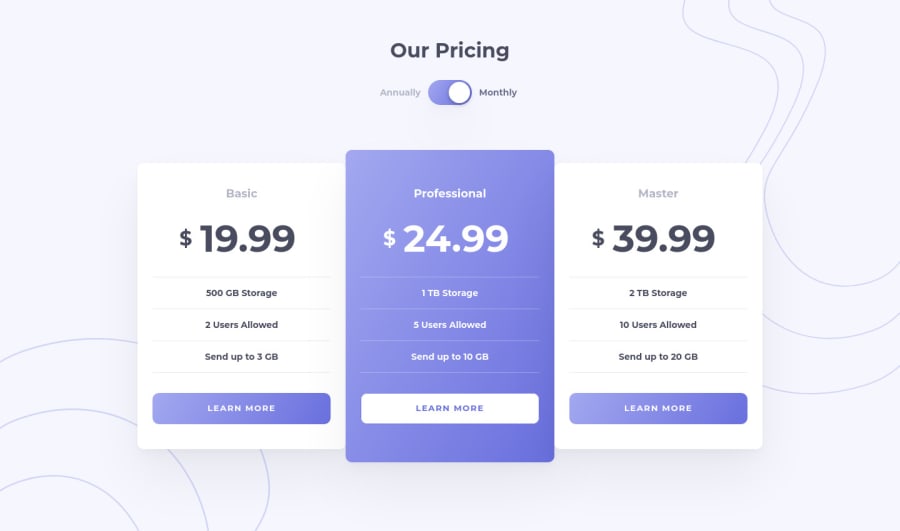 Our Pricing
Annually Monthly
Basic
$ 19.99
500 GB Storage
2 Users Allowed
Send up to 3 GB
LEARN MORE
Professional
$ 24.99
1 TB Storage
5 Users Allowed
Send up to 10 GB
LEARN MORE
Master
$ 39.99
2 TB Storage
10 Users Allowed
Send up to 20 GB
LEARN MORE